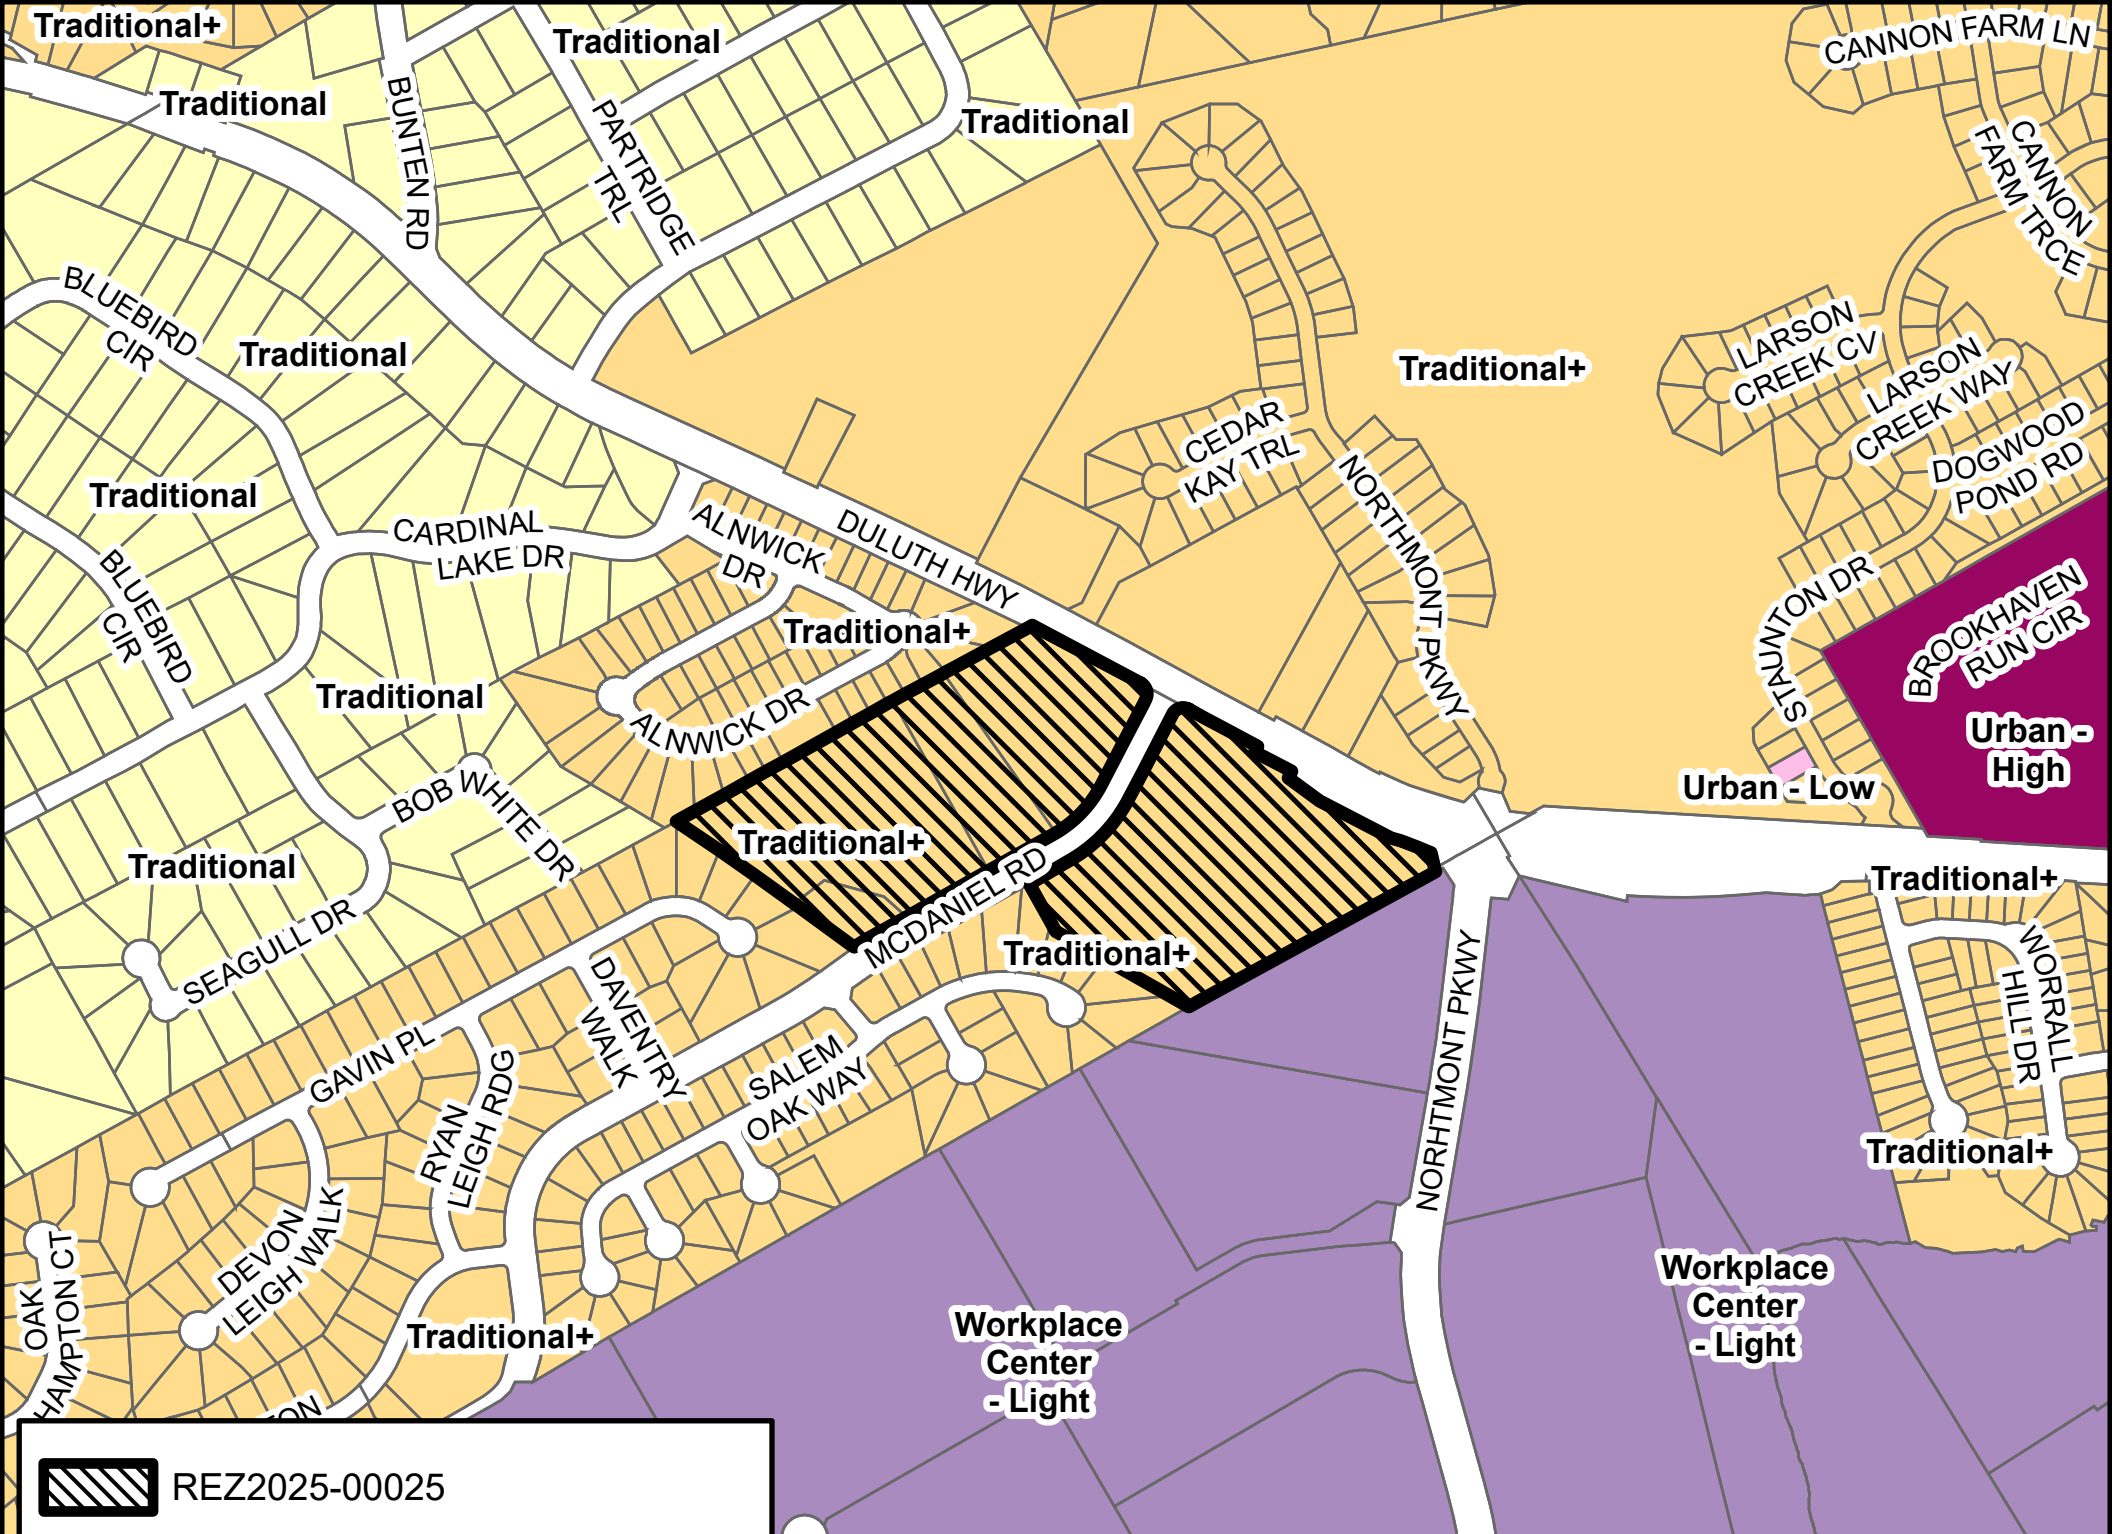 Traditional+
Traditional
CANNON FARM LN
Traditional
BUNTEN RD
PARTRIDGE
TRL
Traditional
CANNON
FARM TRCE
BLUEBIRD
CIR
Traditional
Traditional+
LARSON
CREEK CV
LARSON
CREEK WAY
DOGWOOD
POND RD
CEDAR
KAY TRL
NORTHMONT PKWY
Traditional
CARDINAL
LAKE DR
ALNWICK
DR
DULUTH HWY
BLUEBIRD
CIR
STAUNTON DR
BROOKHAVEN
RUN CIR
Traditional+
Traditional
ALNWICK DR
Urban -
High
Urban - Low
BOB WHITE DR
Traditional+
Traditional
MCDANIEL RD
Traditional+
SEAGULL DR
Traditional+
WORRALL
HILL DR
DAVENTRY
WALK
NORHTMONT PKWY
GAVIN PL
RYAN
LEIGH RDG
SALEM
OAK WAY
Traditional+
DEVON
LEIGH WALK
OAK
HAMPTON CT
Traditional+
Workplace
Center
- Light
Workplace
Center
- Light
TON
REZ2025-00025